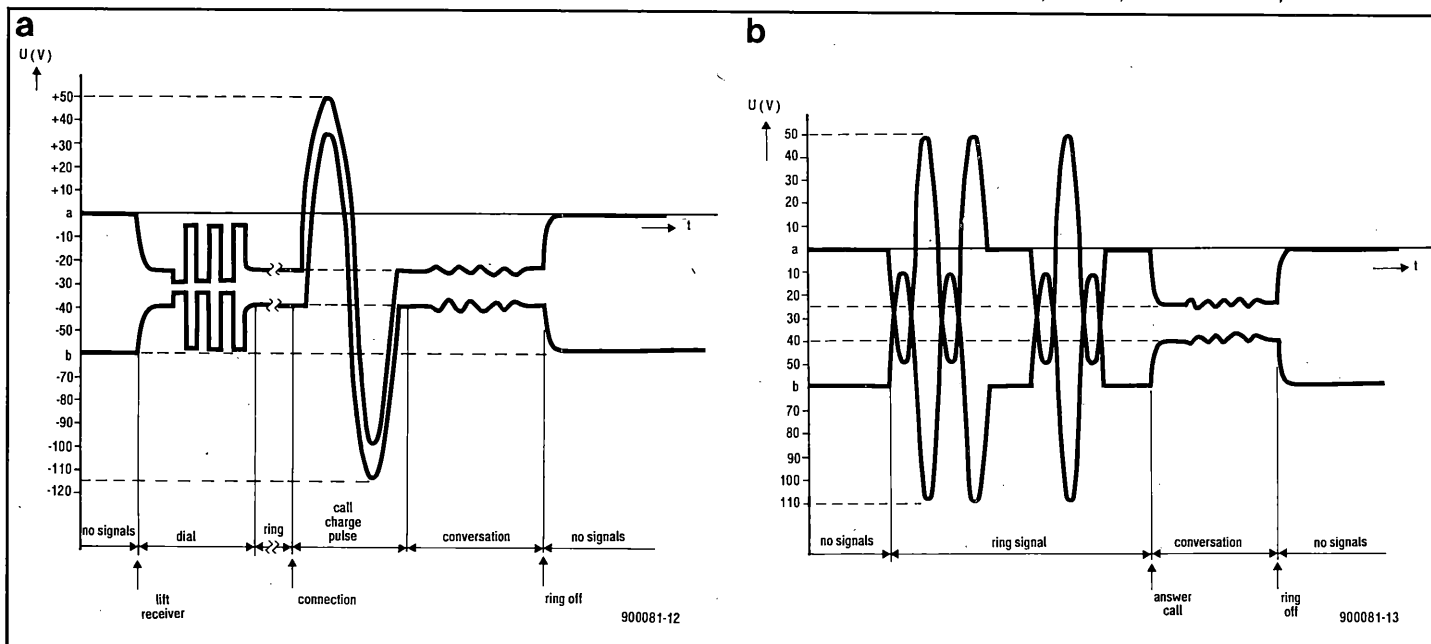 a
U(V)
+50
+40
+30
+20
+10
a
-10
-20
-30
-40
-50
b
-70
-80
-90
-100
-110
-120
t
no signals
dial
ring
call
charge
pulse
conversation
no signals
lift
receiver
connection
ring off
900081-12
b
U(V)
50
40
30
20
10
a
10
20
30
40
50
b
70
80
90
100
110
t
no signals
ring signal
conversation
no signals
answer
call
ring
off
900081-13